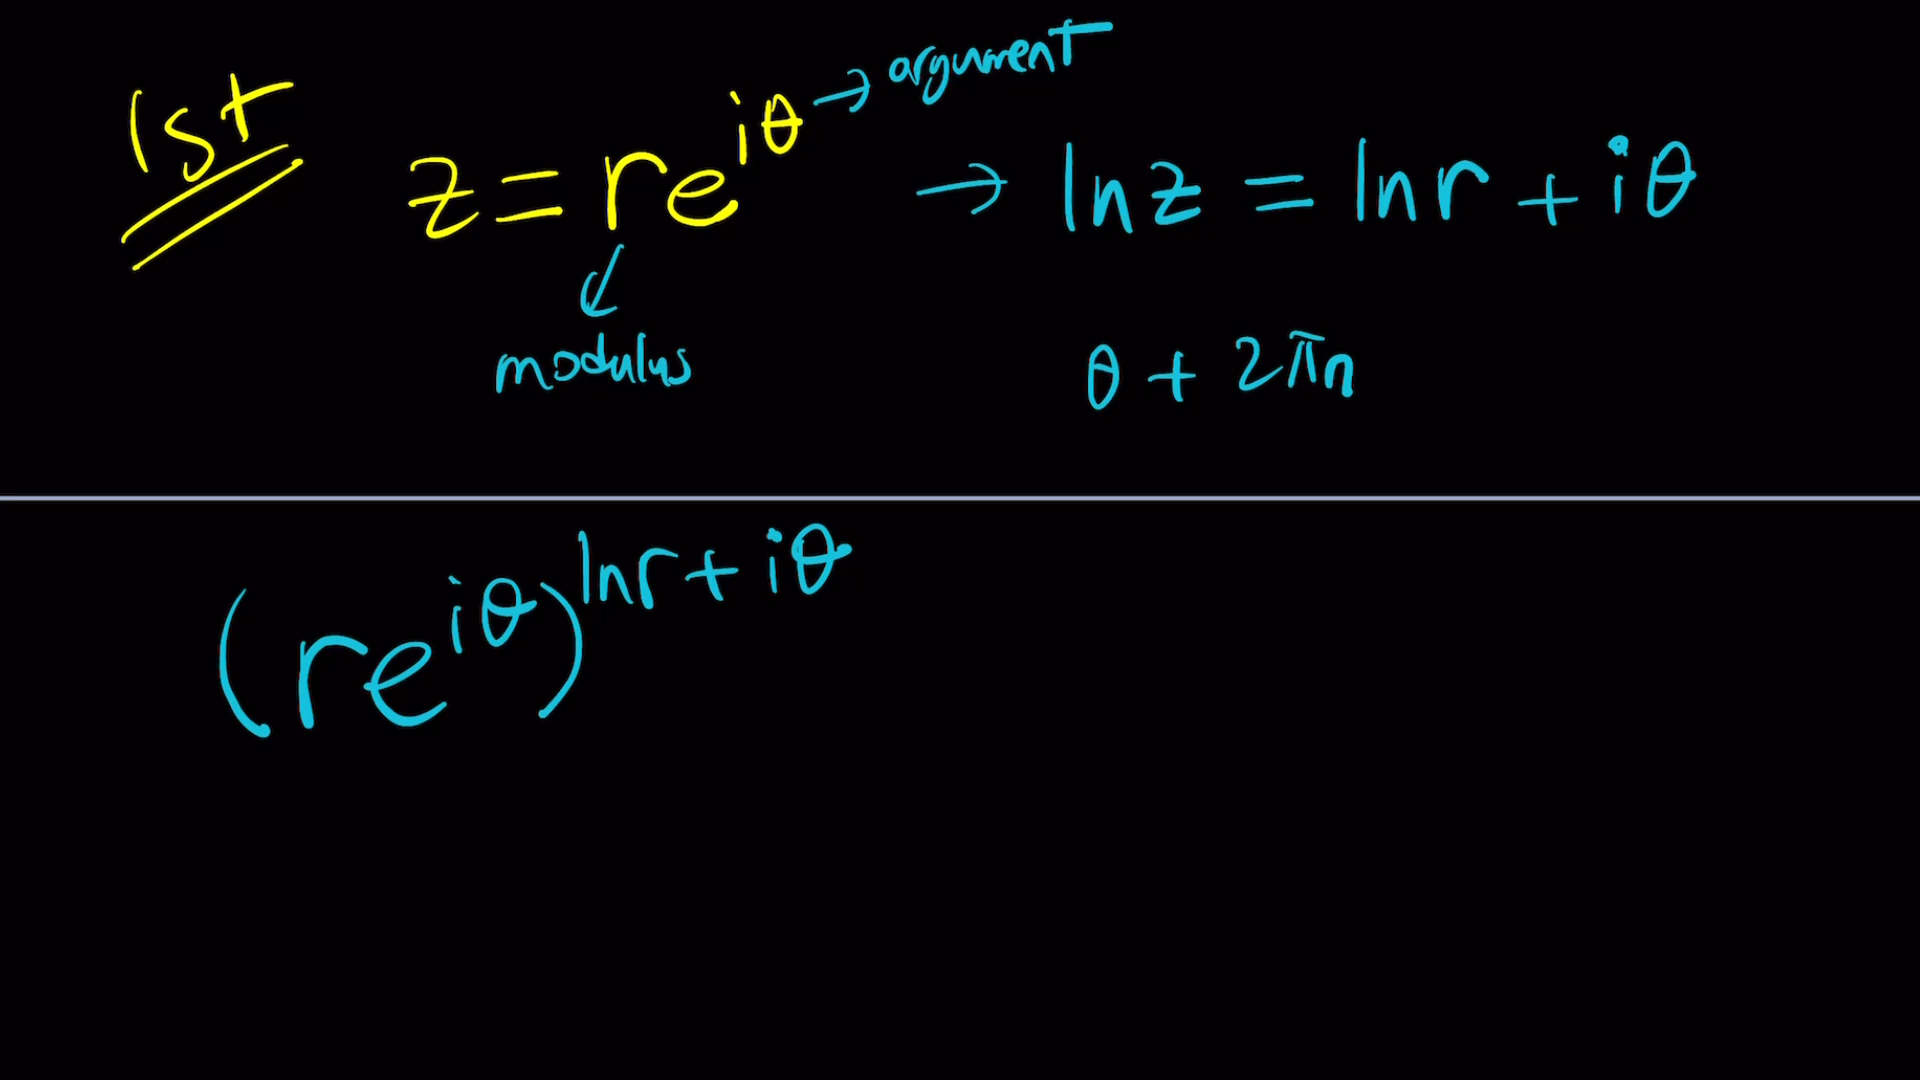 1st
z = re^{iθ} → argument
→ ln z = ln r + iθ
modulus
θ + 2πn
(re^{iθ})^{ln r + iθ}